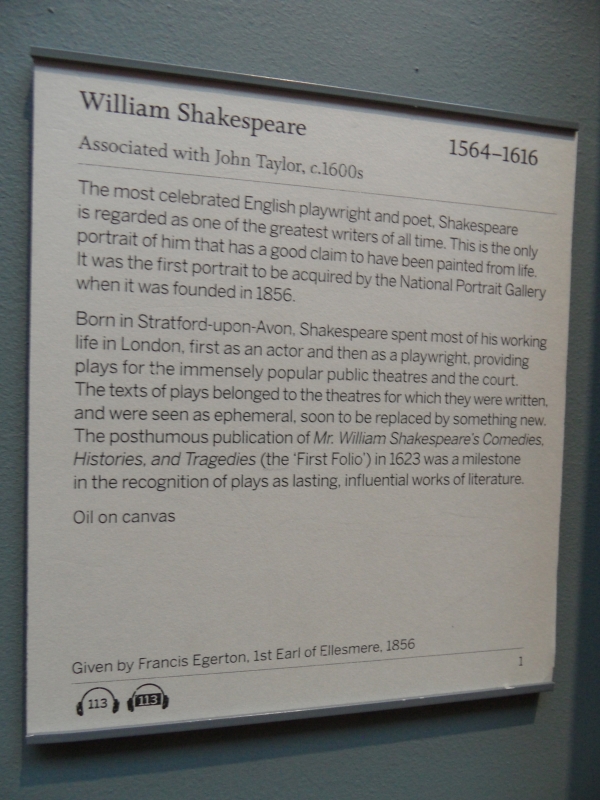 William Shakespeare
1564–1616
Associated with John Taylor, c.1600s
The most celebrated English playwright and poet, Shakespeare
is regarded as one of the greatest writers of all time. This is the only
portrait of him that has a good claim to have been painted from life.
It was the first portrait to be acquired by the National Portrait Gallery
when it was founded in 1856.
Born in Stratford-upon-Avon, Shakespeare spent most of his working
life in London, first as an actor and then as a playwright, providing
plays for the immensely popular public theatres and the court.
The texts of plays belonged to the theatres for which they were written,
and were seen as ephemeral, soon to be replaced by something new.
The posthumous publication of Mr. William Shakespeare's Comedies,
Histories, and Tragedies (the 'First Folio') in 1623 was a milestone
in the recognition of plays as lasting, influential works of literature.
Oil on canvas
Given by Francis Egerton, 1st Earl of Ellesmere, 1856
1
113 113